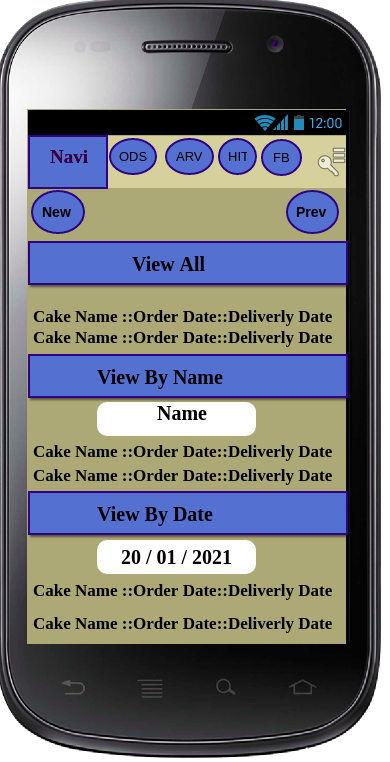 12:00
Navi ODS ARV HIT FB
New Prev
View All
Cake Name ::Order Date::Deliverly Date
Cake Name ::Order Date::Deliverly Date
View By Name
Name
Cake Name ::Order Date::Deliverly Date
Cake Name ::Order Date::Deliverly Date
View By Date
20 / 01 / 2021
Cake Name ::Order Date::Deliverly Date
Cake Name ::Order Date::Deliverly Date